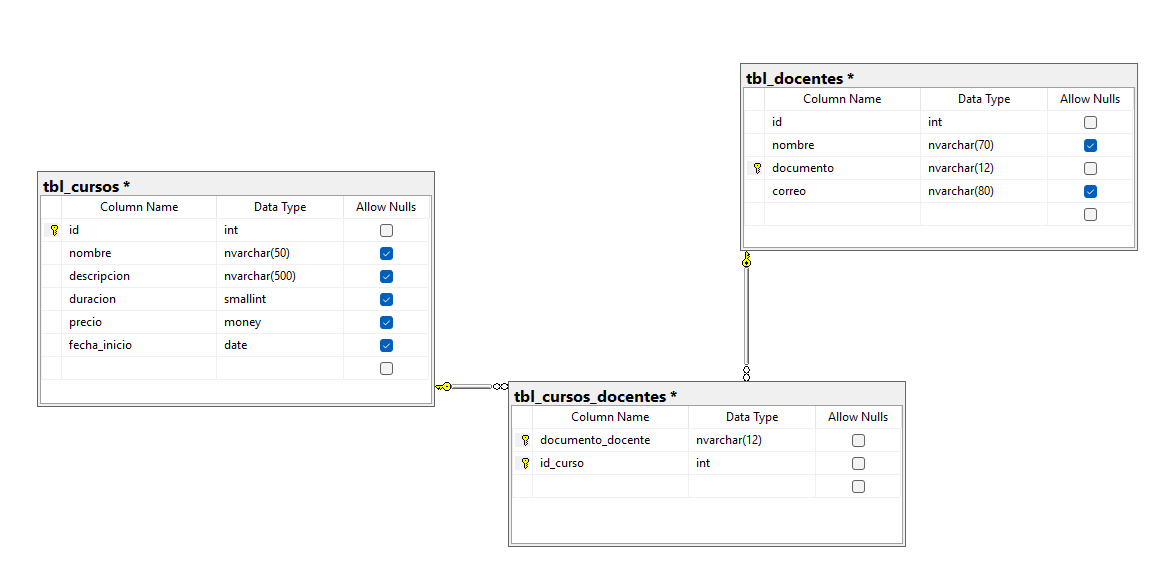 tbl_docentes *
Column Name Data Type Allow Nulls
id int
nombre nvarchar(70)
documento nvarchar(12)
correo nvarchar(80)
tbl_cursos *
Column Name Data Type Allow Nulls
id int
nombre nvarchar(50)
descripcion nvarchar(500)
duracion smallint
precio money
fecha_inicio date
tbl_cursos_docentes *
Column Name Data Type Allow Nulls
documento_docente nvarchar(12)
id_curso int